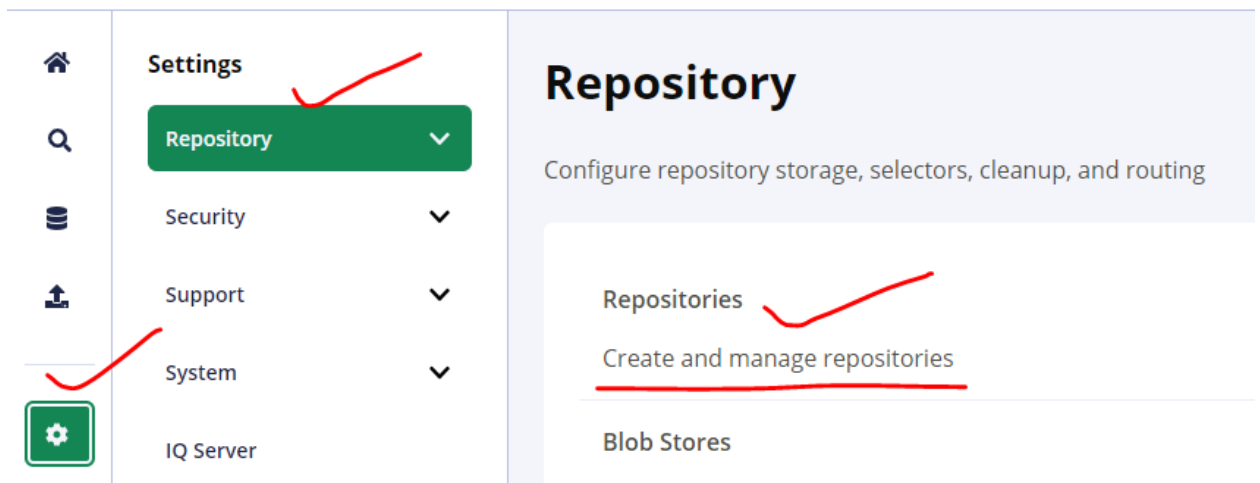 Settings
Repository
Security
Support
System
IQ Server
Repository
Configure repository storage, selectors, cleanup, and routing
Repositories
Create and manage repositories
Blob Stores